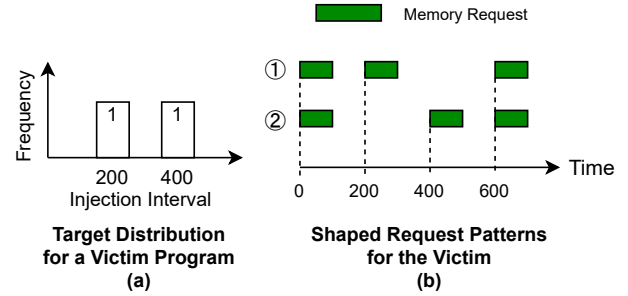 Memory Request
Frequency
1
1
200
400
Injection Interval
Target Distribution
for a Victim Program
(a)
①
②
Time
0
200
400
600
Shaped Request Patterns
for the Victim
(b)